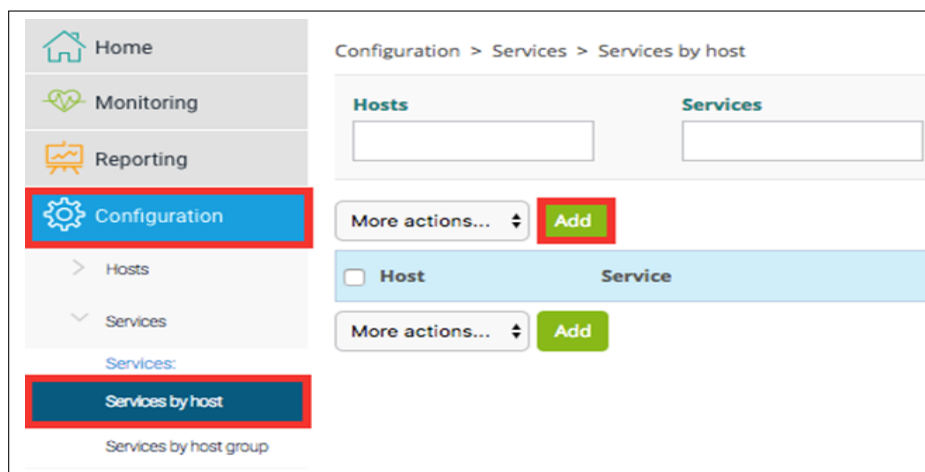 Home
Monitoring
Reporting
Configuration
Hosts
Services
Services:
Services by host
Services by host group
Configuration > Services > Services by host
Hosts Services
More actions... Add
Host Service
More actions... Add